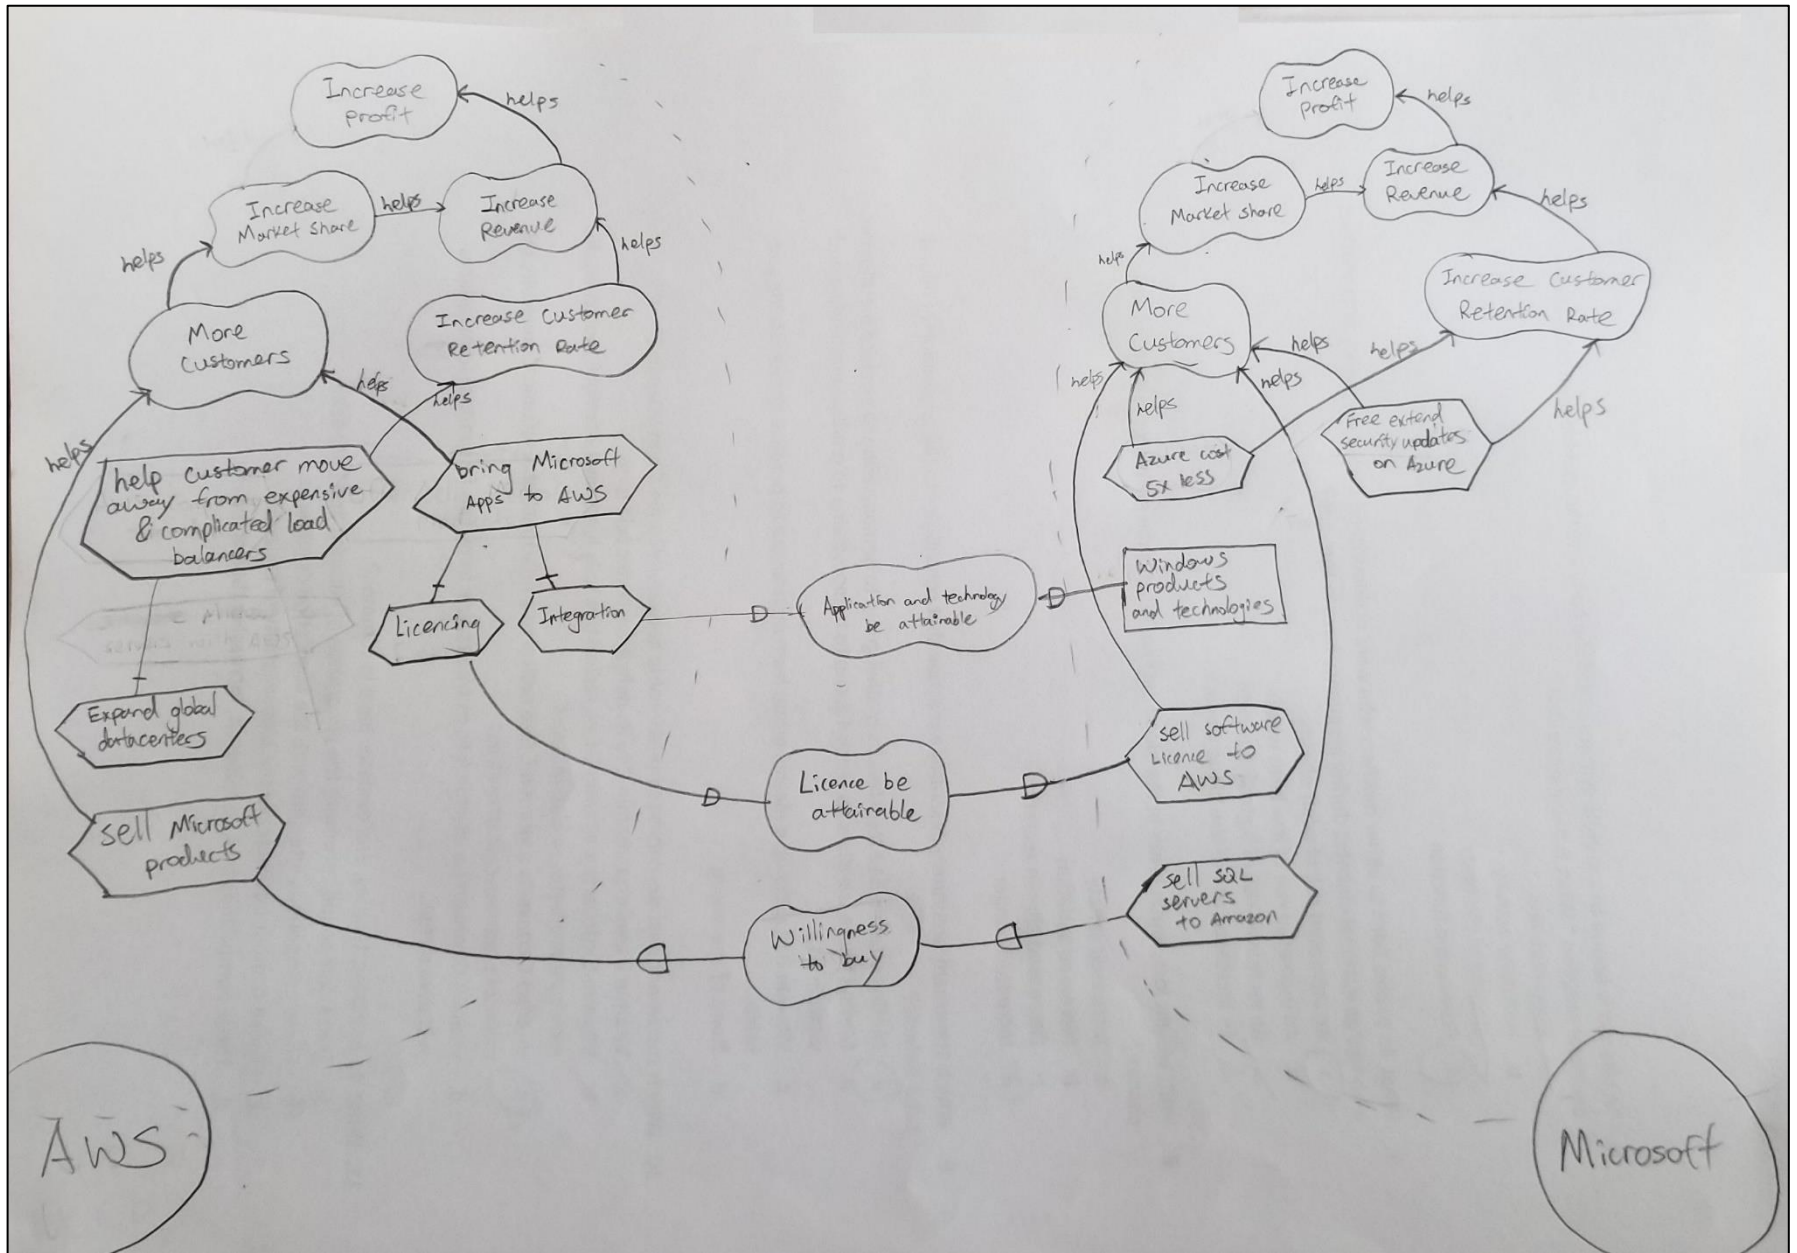 Increase
Profit
helps
Increase
Market Share
helps
Increase
Revenue
helps
helps
More
Customers
Increase Customer
Retention Rate
helps
helps
helps
help customer move
away from expensive
& complicated load
balancers
bring Microsoft
Apps to AWS
Licencing
Integration
Expand global
datacenters
sell Microsoft
products
AWS
Application and technology
be attainable
Licence be
attainable
Willingness
to buy
Increase
Profit
helps
Increase
Market Share
helps
Increase
Revenue
helps
helps
More
Customers
Increase Customer
Retention Rate
helps
helps
helps
helps
helps
helps
Azure cost
5x less
Free extend
security updates
on Azure
Windows
products
and technologies
sell software
Licence to
AWS
sell SQL
servers
to Amazon
Microsoft